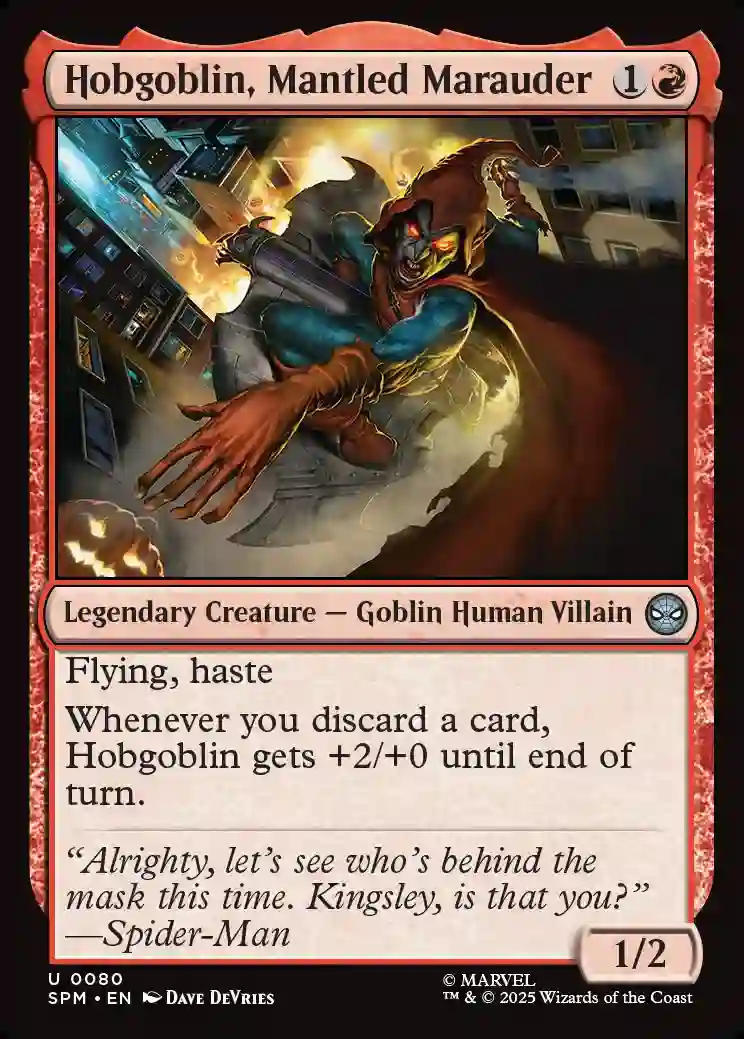 Hobgoblin, Mantled Marauder 1
Legendary Creature — Goblin Human Villain
Flying, haste
Whenever you discard a card,
Hobgoblin gets +2/+0 until end of
turn.
“Alrighty, let’s see who’s behind the
mask this time. Kingsley, is that you?”
—Spider-Man
1/2
U 0080
SPM • EN Dave DeVries
© MARVEL
™ & © 2025 Wizards of the Coast